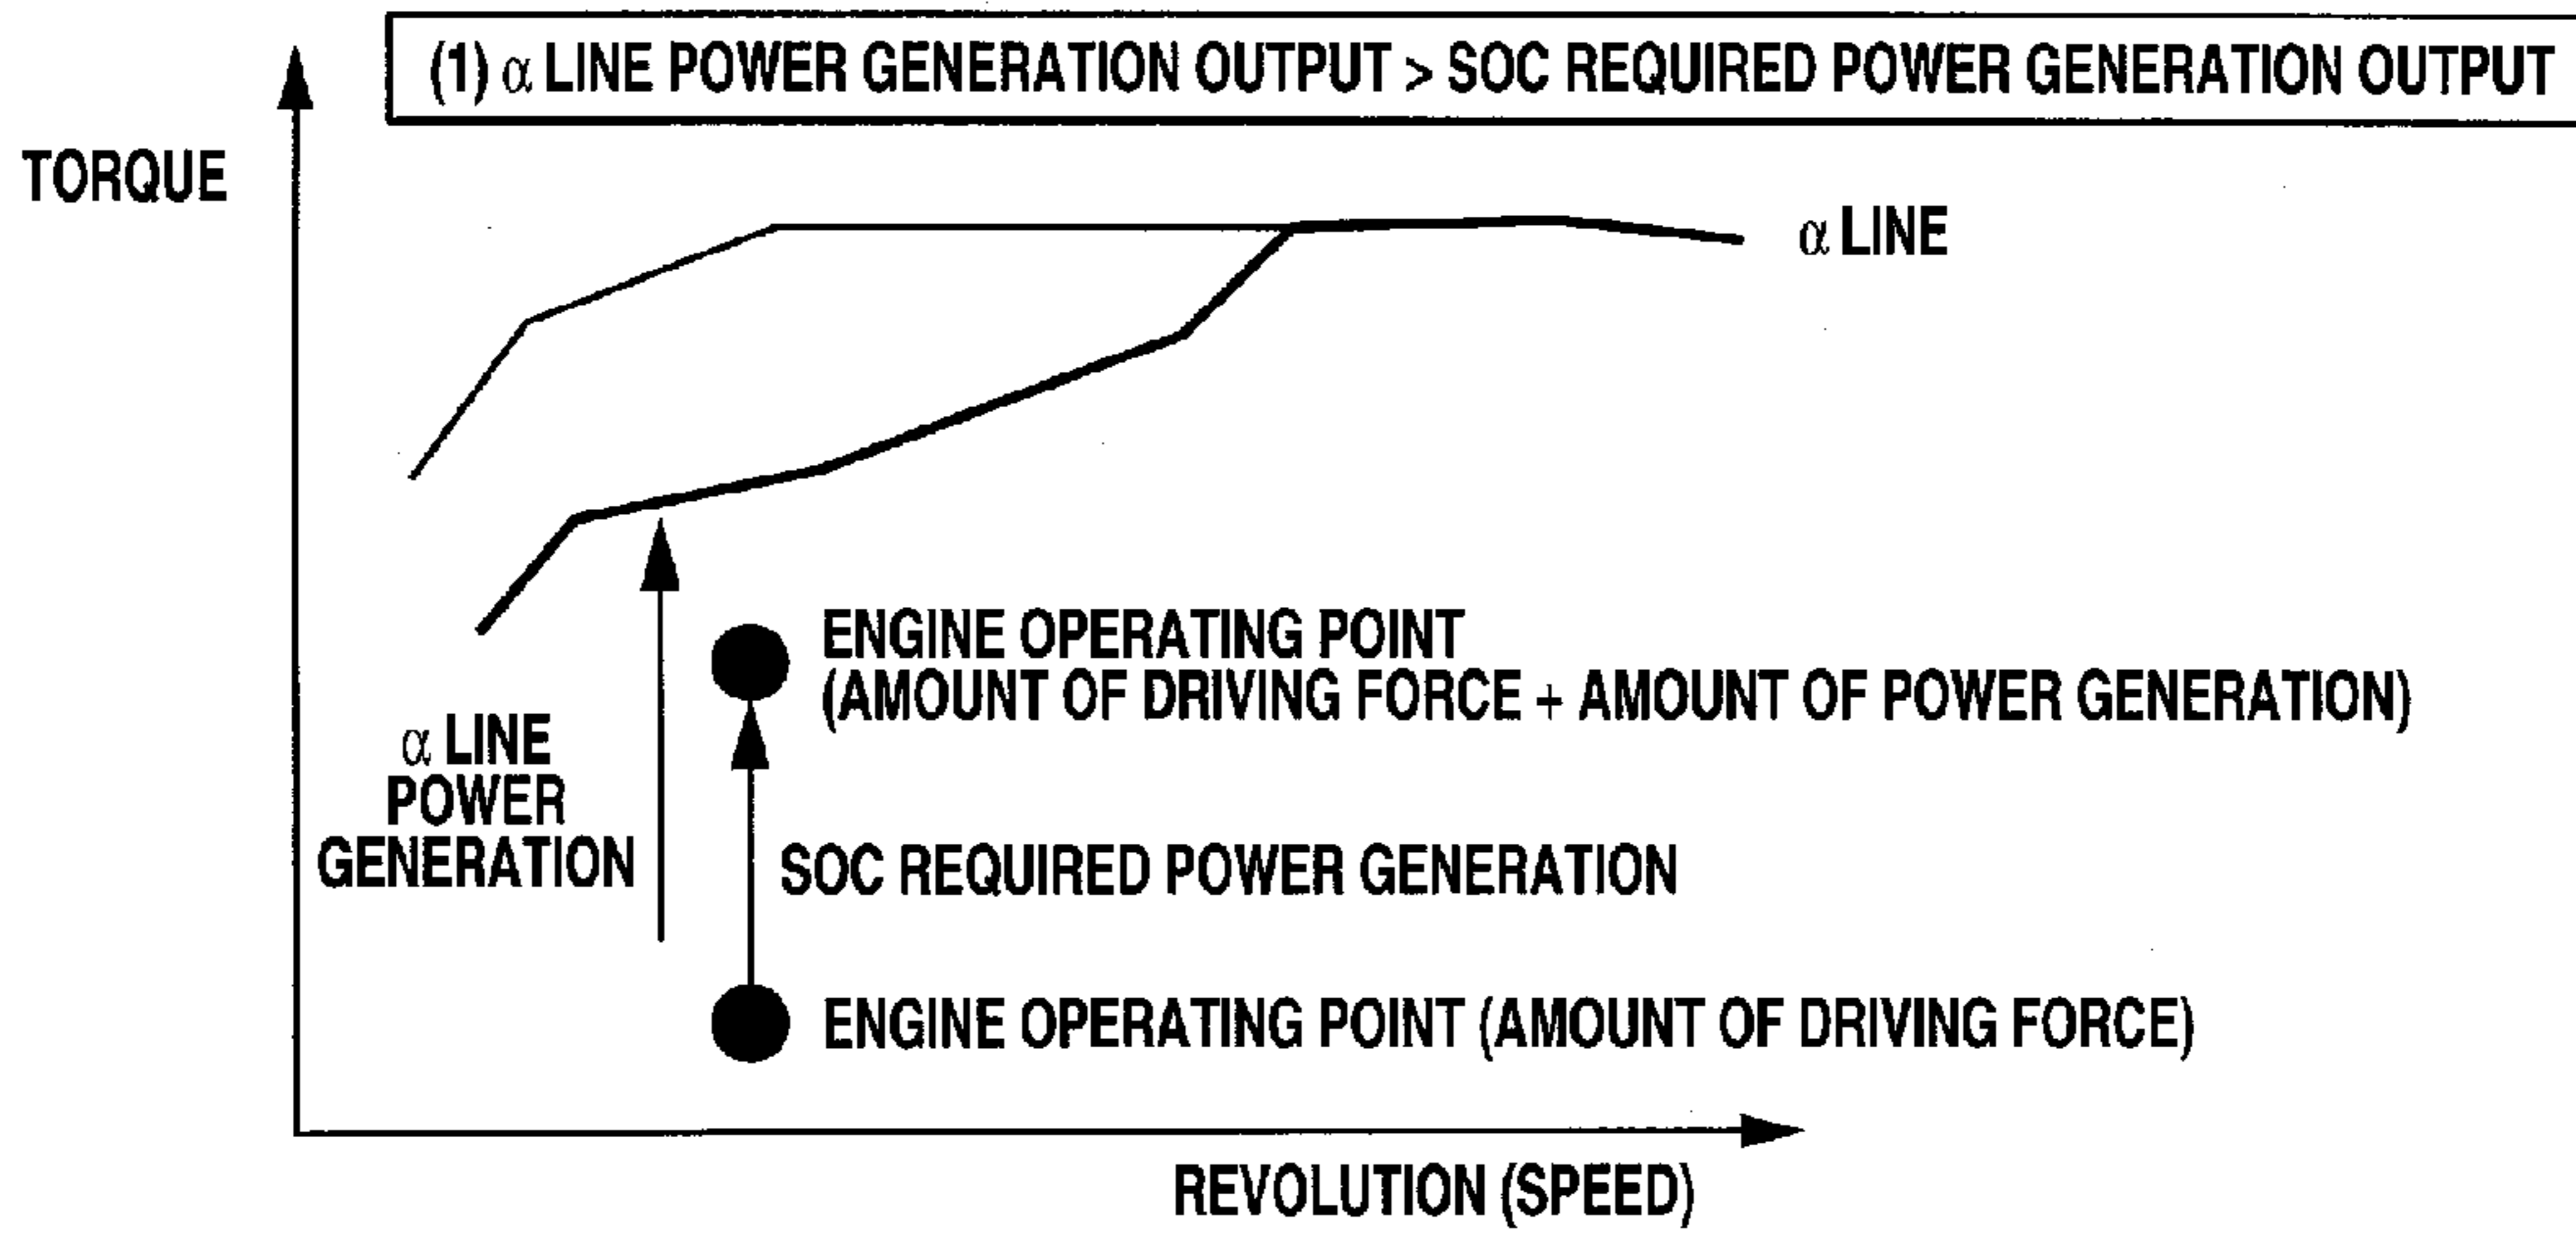 (1) α LINE POWER GENERATION OUTPUT > SOC REQUIRED POWER GENERATION OUTPUT
TORQUE
α LINE
ENGINE OPERATING POINT
(AMOUNT OF DRIVING FORCE + AMOUNT OF POWER GENERATION)
α LINE
POWER
GENERATION
SOC REQUIRED POWER GENERATION
ENGINE OPERATING POINT (AMOUNT OF DRIVING FORCE)
REVOLUTION (SPEED)